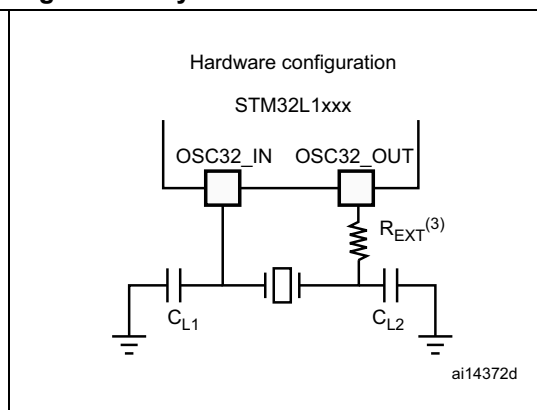 Hardware configuration
STM32L1xxx
OSC32_IN OSC32_OUT
REXT(3)
CL1
CL2
ai14372d